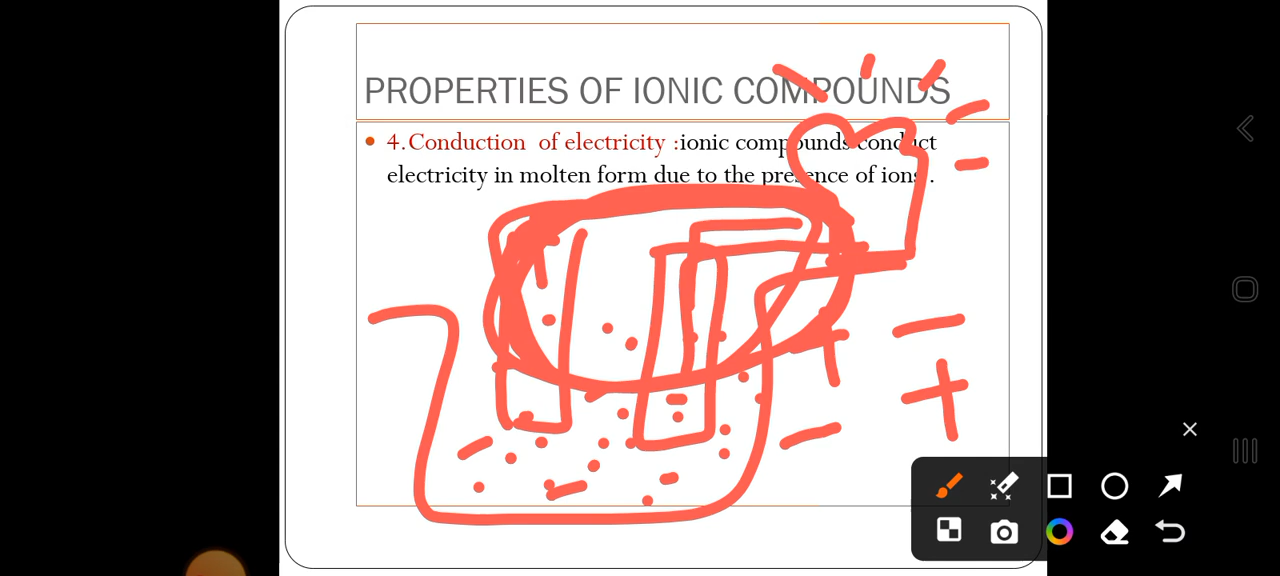 PROPERTIES OF IONIC COMPOUNDS
4.Conduction of electricity :ionic compounds conduct
electricity in molten form due to the presence of ions .